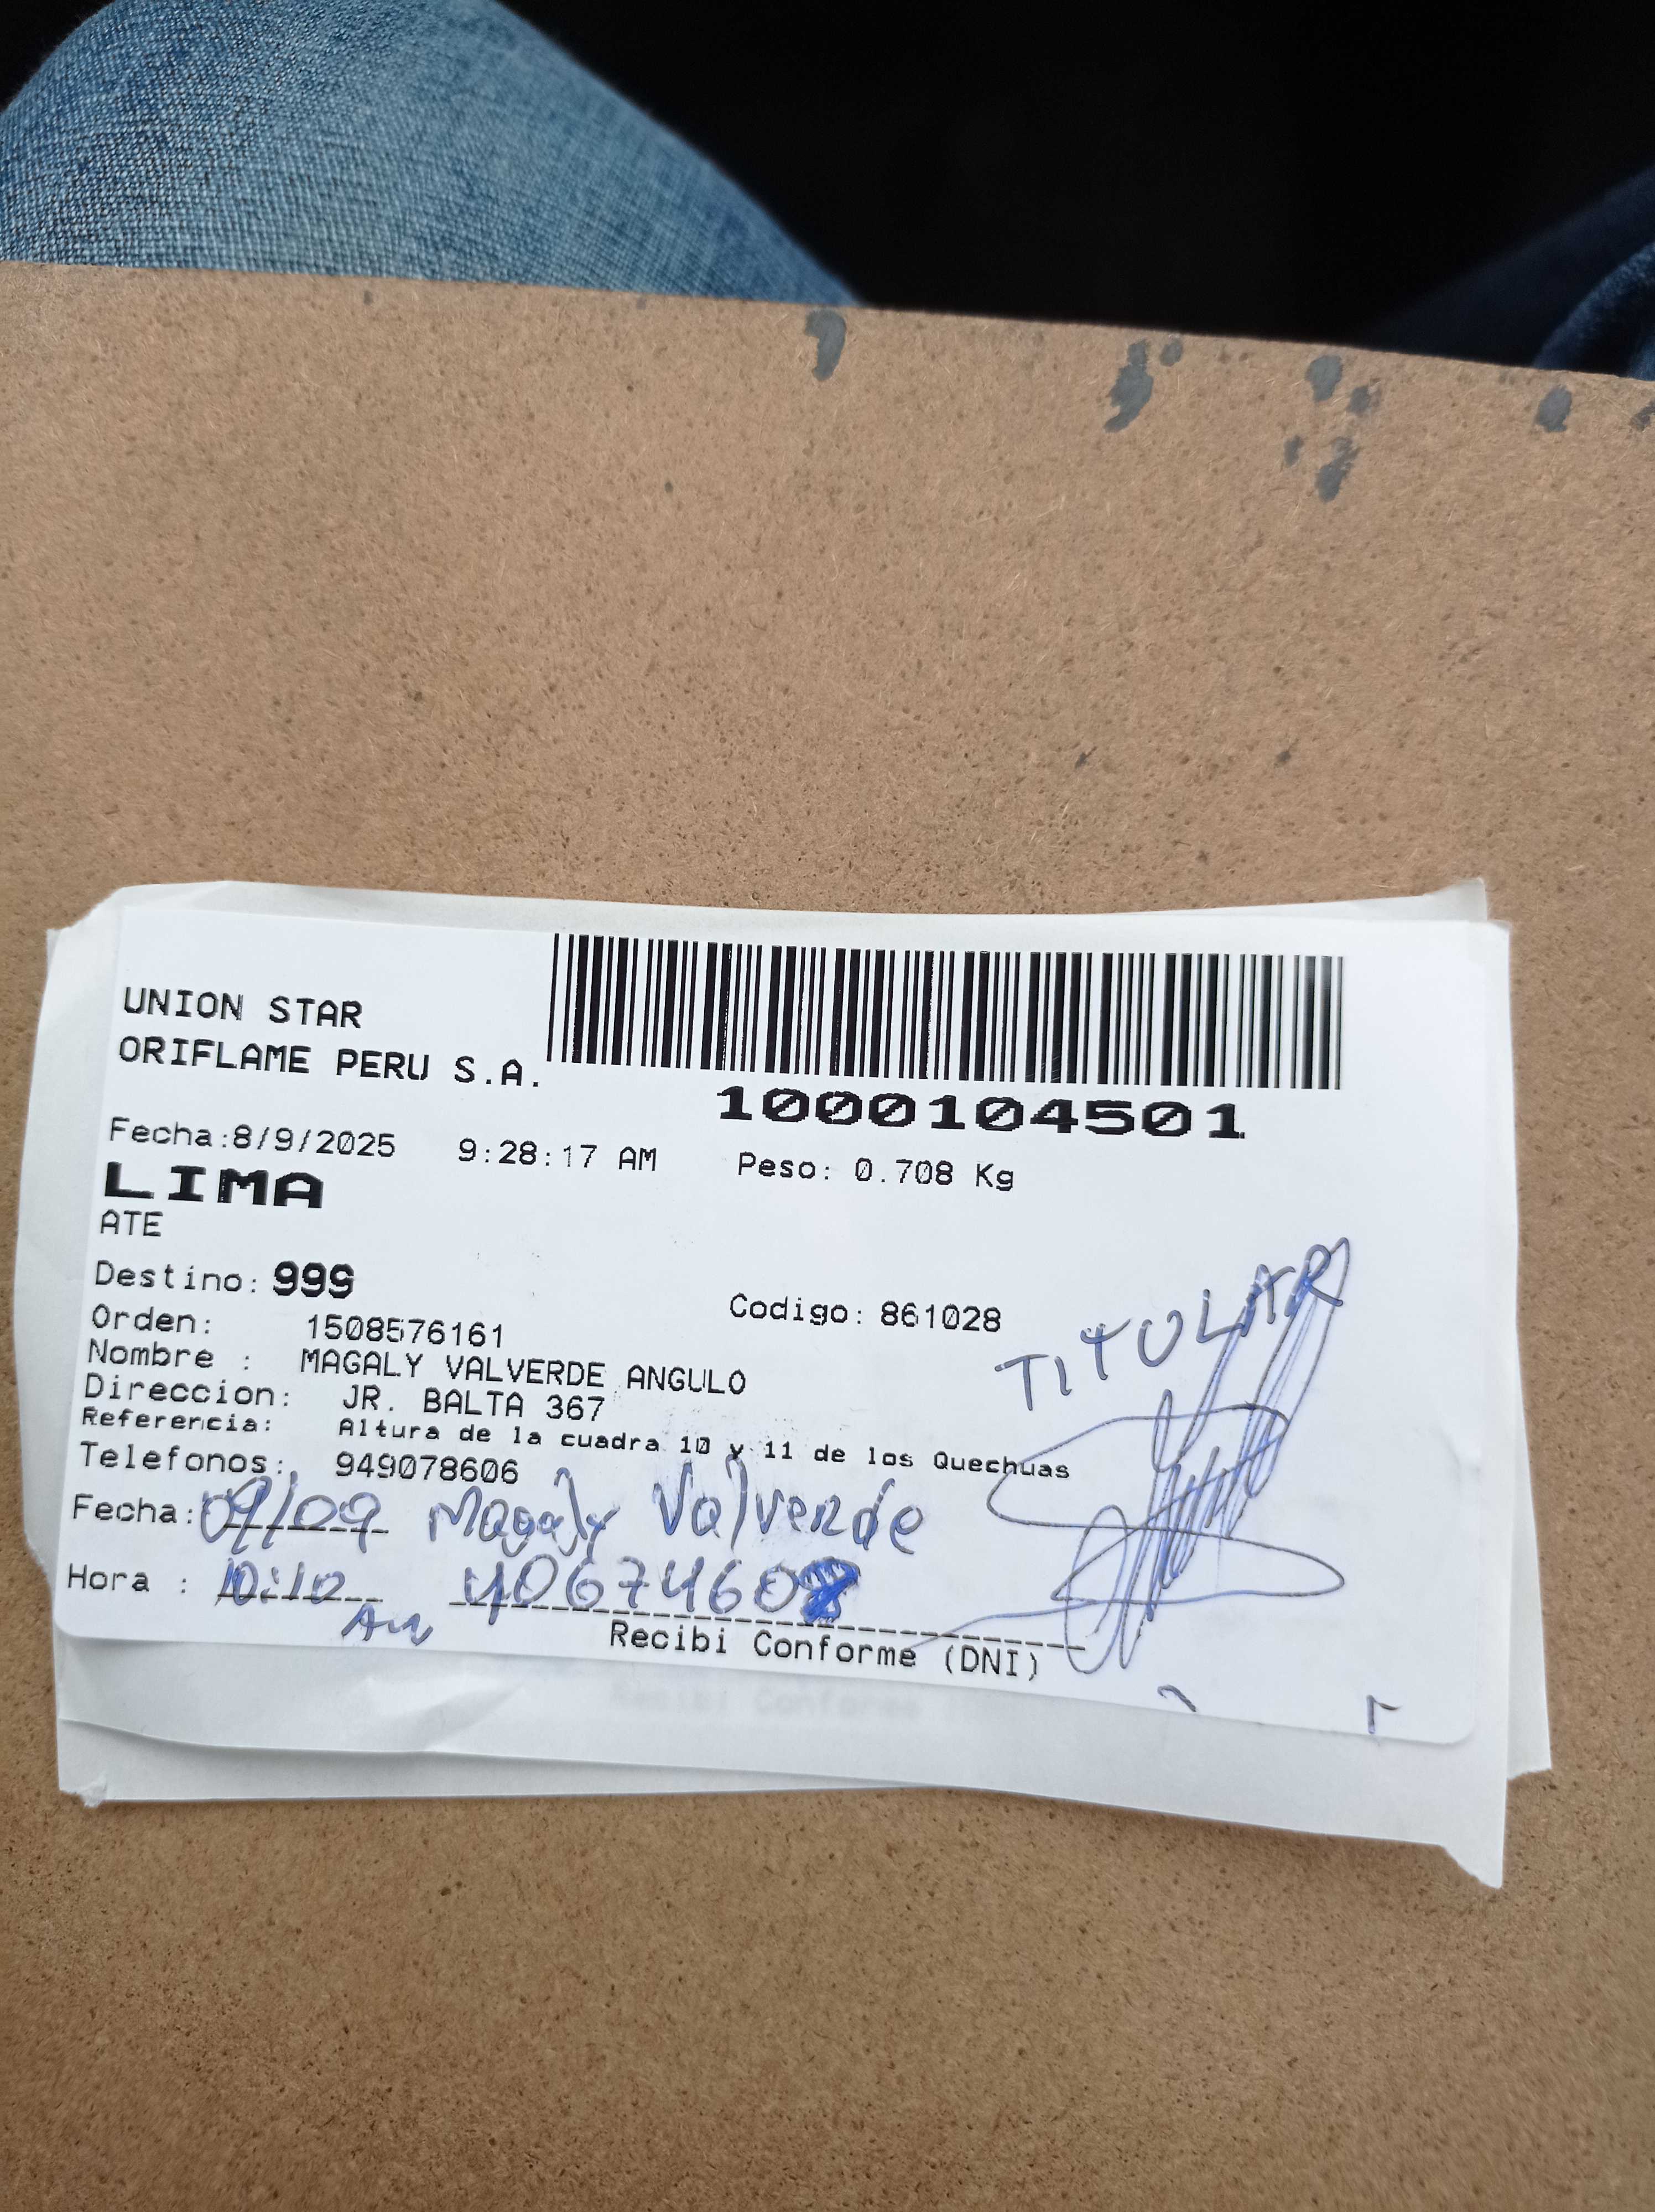 UNION STAR
ORIFLAME PERU S.A.
1000104501
Fecha:8/9/2025 9:28:17 AM Peso: 0.708 Kg
LIMA
ATE
Destino: 999
Codigo: 861028
Orden: 1508576161
Nombre : MAGALY VALVERDE ANGULO
Direccion: JR. BALTA 367
Referencia: Altura de la cuadra 10 y 11 de los Quechuas
Telefonos: 949078606
TITULAR
Fecha: 09/09 Magaly Valverde
Hora : 10:10
Recibi Conforme (DNI)